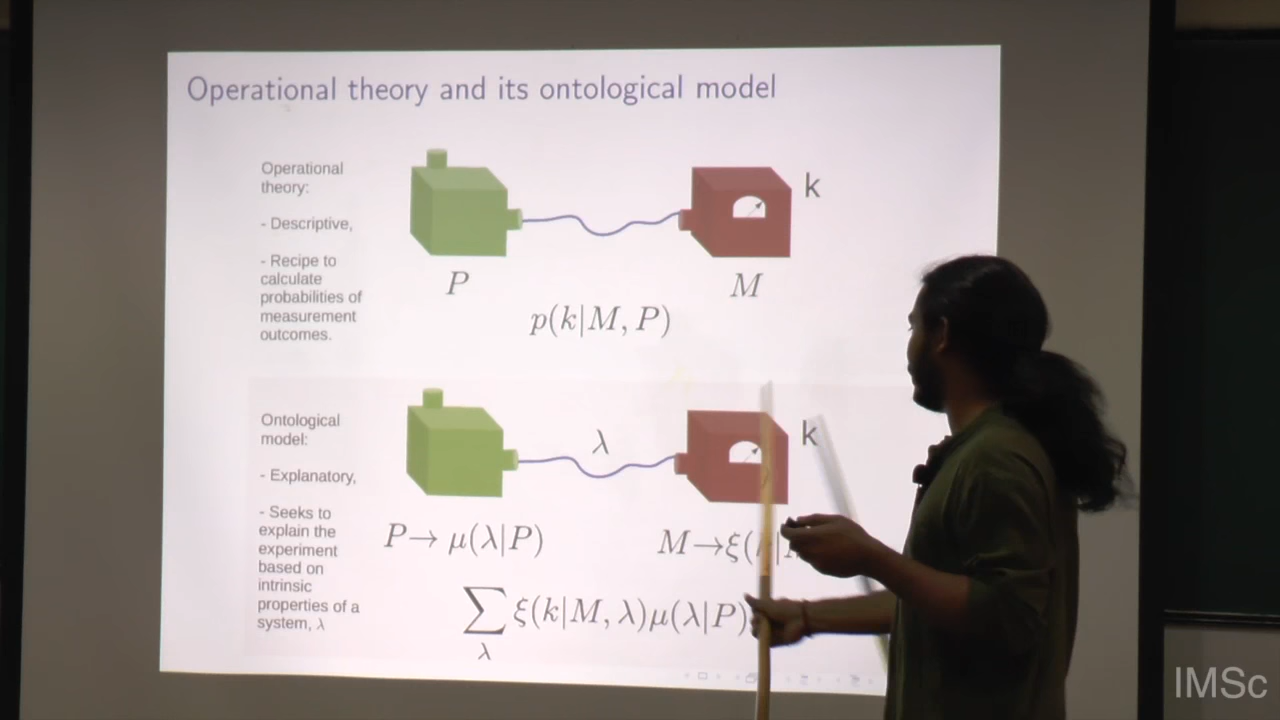 Operational theory and its ontological model
Operational
theory:
- Descriptive,
- Recipe to
calculate
probabilities of
measurement
outcomes.
k
P
M
p(k|M, P)
Ontological
model:
- Explanatory,
- Seeks to
explain the
experiment
based on
intrinsic
properties of a
system, λ
λ
k
P→ μ(λ|P)
M→ξ(
∑ ξ(k|M, λ)μ(λ|P)
λ
IMSc